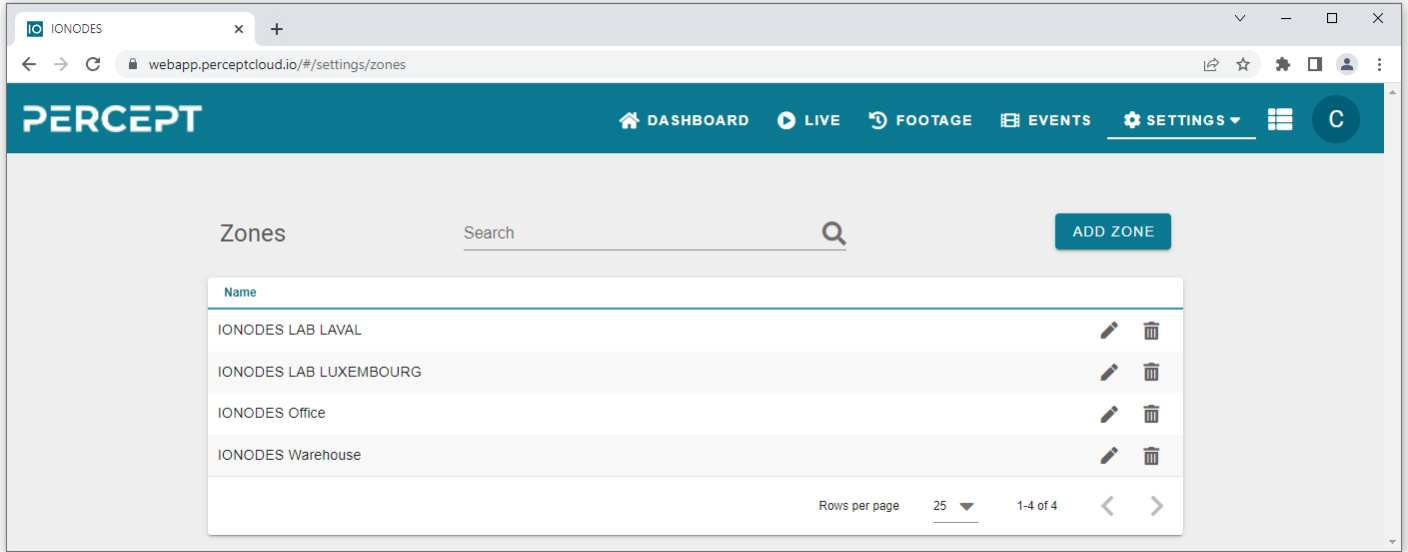 IO IONODES
webapp.perceptcloud.io/#/settings/zones
PERCEPT DASHBOARD LIVE FOOTAGE EVENTS SETTINGS C
Zones Search ADD ZONE
Name
IONODES LAB LAVAL
IONODES LAB LUXEMBOURG
IONODES Office
IONODES Warehouse
Rows per page 25 1-4 of 4